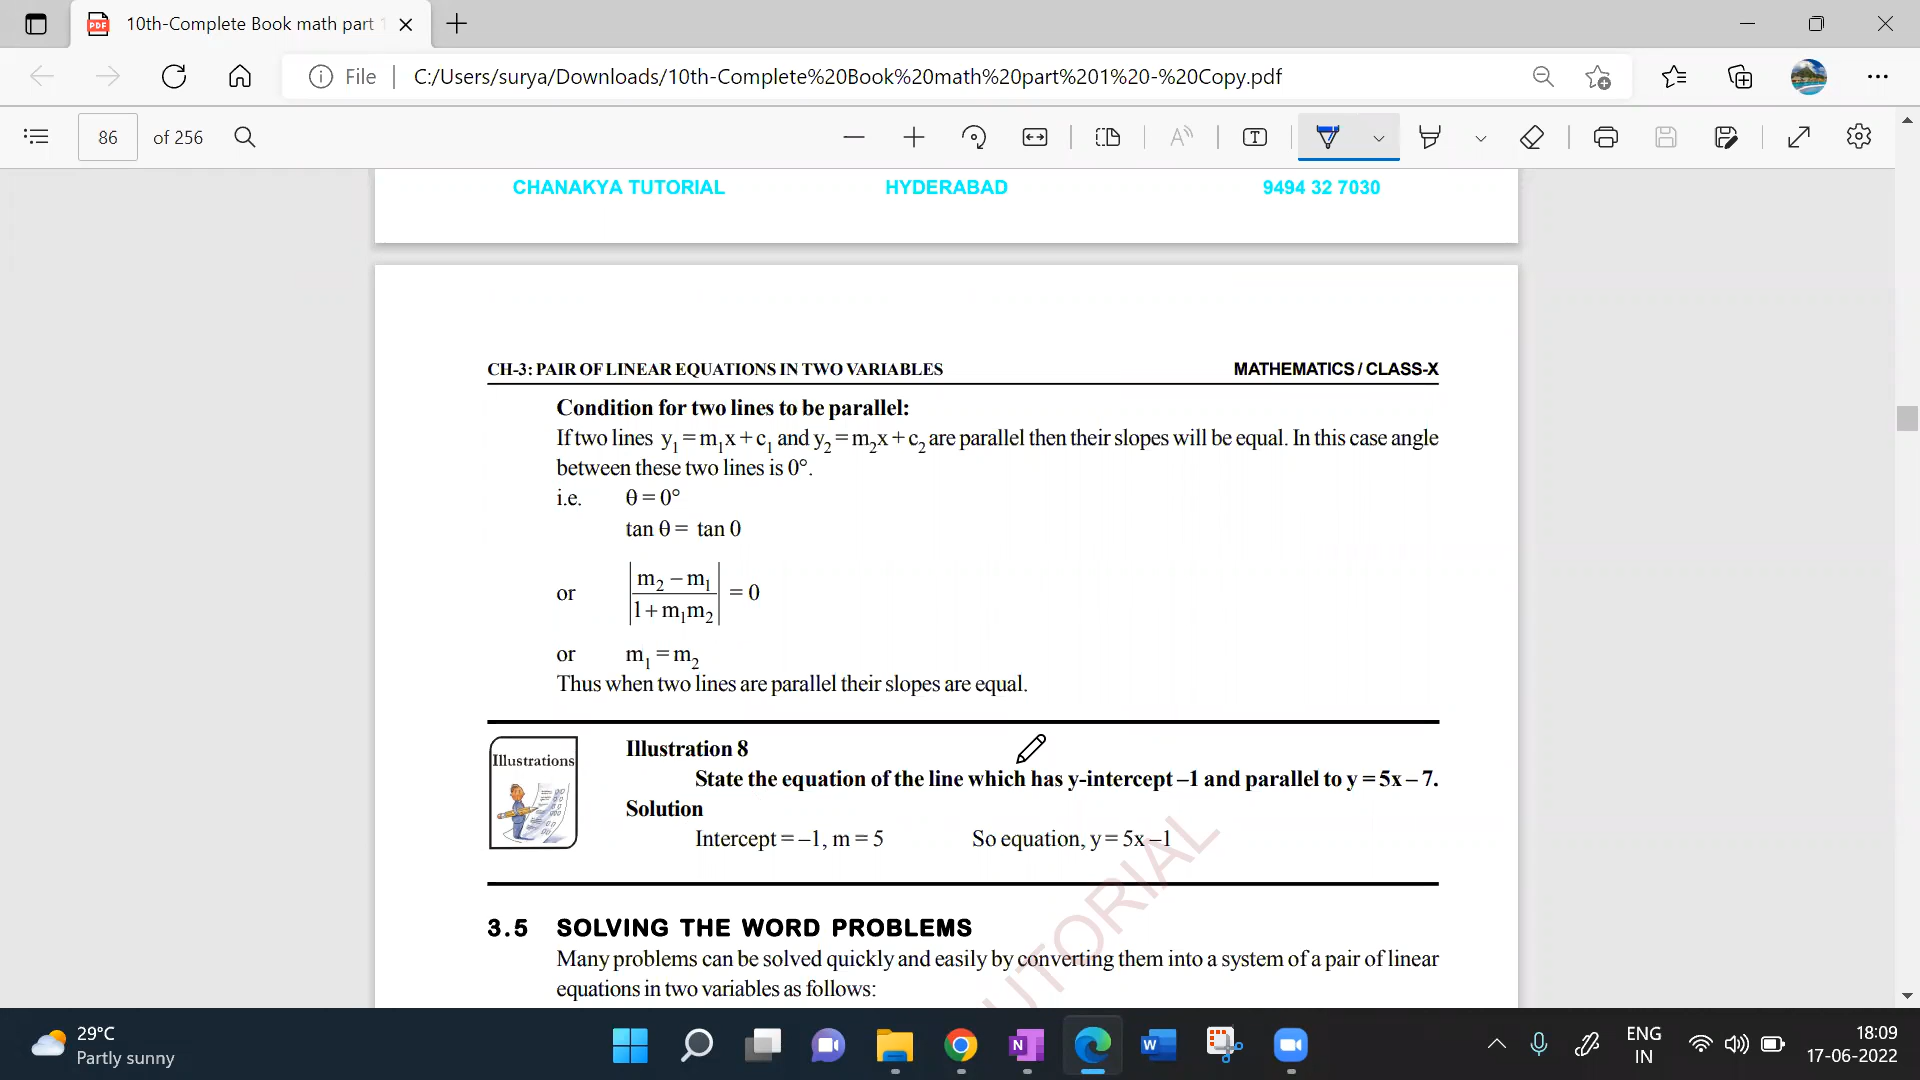 10th-Complete Book math part 1
File
C:/Users/surya/Downloads/10th-Complete%20Book%20math%20part%201%20-%20Copy.pdf
86 of 256
CHANAKYA TUTORIAL HYDERABAD 9494 32 7030
CH-3: PAIR OF LINEAR EQUATIONS IN TWO VARIABLES MATHEMATICS / CLASS-X
Condition for two lines to be parallel:
If two lines y₁ = m₁x + c₁ and y₂ = m₂x + c₂ are parallel then their slopes will be equal. In this case angle
between these two lines is 0°.
i.e. θ = 0°
tan θ = tan 0
or |(m₂ − m₁)/(1 + m₁m₂)| = 0
or m₁ = m₂
Thus when two lines are parallel their slopes are equal.
Illustrations
Illustration 8
State the equation of the line which has y-intercept –1 and parallel to y = 5x – 7.
Solution
Intercept = –1, m = 5 So equation, y = 5x –1
3.5 SOLVING THE WORD PROBLEMS
Many problems can be solved quickly and easily by converting them into a system of a pair of linear
equations in two variables as follows:
UTORIAL
29°C
Partly sunny
ENG
IN
18:09
17-06-2022